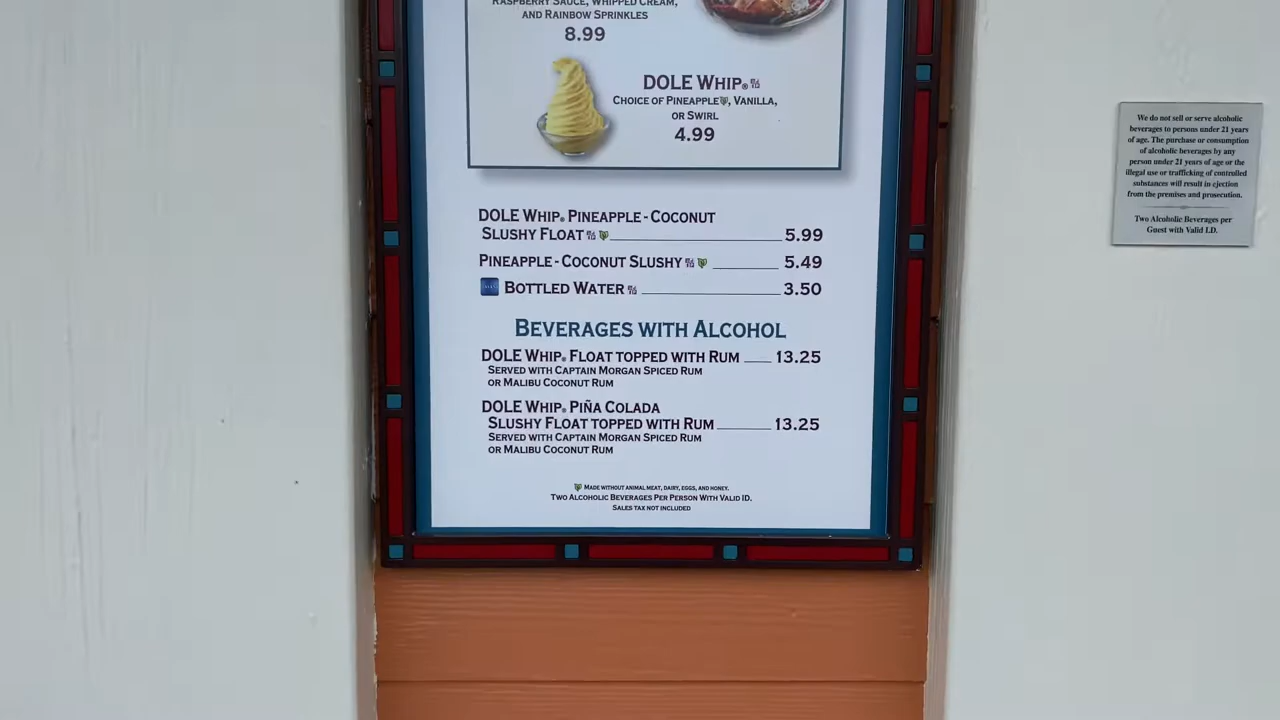 RASPBERRY SAUCE, WHIPPED CREAM,
AND RAINBOW SPRINKLES
8.99
DOLE WHIP®
CHOICE OF PINEAPPLE, VANILLA,
OR SWIRL
4.99
DOLE WHIP® PINEAPPLE - COCONUT
SLUSHY FLOAT 5.99
PINEAPPLE - COCONUT SLUSHY 5.49
BOTTLED WATER 3.50
BEVERAGES WITH ALCOHOL
DOLE WHIP® FLOAT TOPPED WITH RUM 13.25
SERVED WITH CAPTAIN MORGAN SPICED RUM
OR MALIBU COCONUT RUM
DOLE WHIP® PIÑA COLADA
SLUSHY FLOAT TOPPED WITH RUM 13.25
SERVED WITH CAPTAIN MORGAN SPICED RUM
OR MALIBU COCONUT RUM
MADE WITHOUT ANIMAL MEAT, DAIRY, EGGS, AND HONEY.
TWO ALCOHOLIC BEVERAGES PER PERSON WITH VALID ID.
SALES TAX NOT INCLUDED
We do not sell or serve alcoholic
beverages to persons under 21 years
of age. The purchase or consumption
of alcoholic beverages by any
person under 21 years of age or the
illegal use or trafficking of controlled
substances will result in ejection
from the premises and prosecution.
Two Alcoholic Beverages per
Guest with Valid I.D.